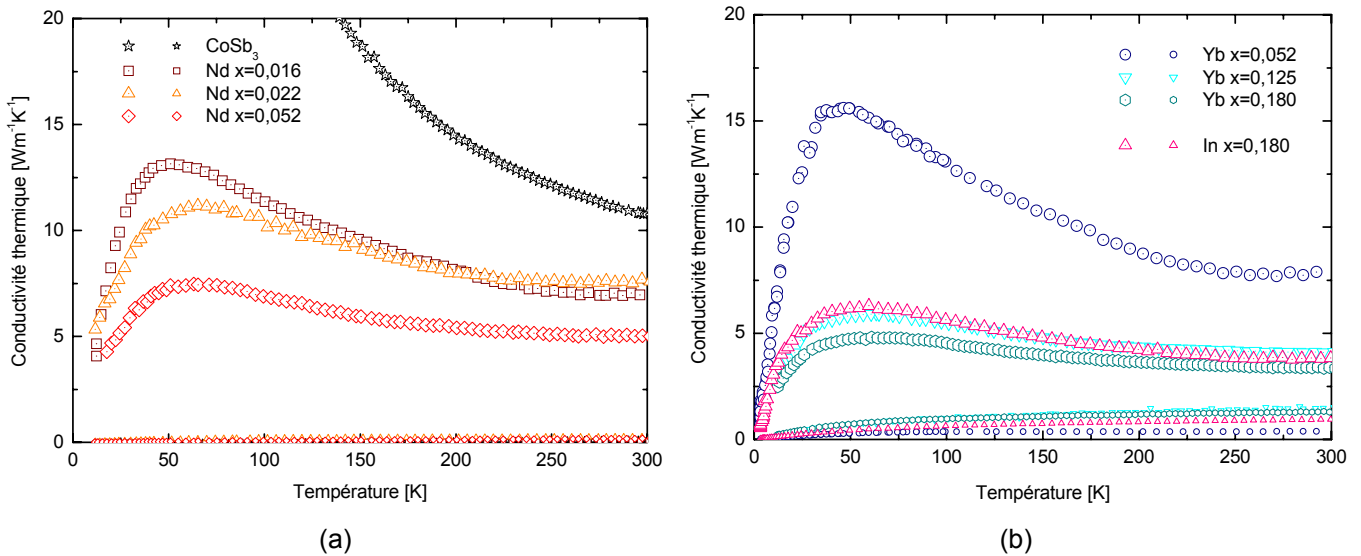 20
15
10
5
0
0 50 100 150 200 250 300
Conductivité thermique [Wm⁻¹K⁻¹]
Température [K]
CoSb₃
Nd x=0,016
Nd x=0,022
Nd x=0,052
(a)
20
15
10
5
0
0 50 100 150 200 250 300
Conductivité thermique [Wm⁻¹K⁻¹]
Température [K]
Yb x=0,052
Yb x=0,125
Yb x=0,180
In x=0,180
(b)